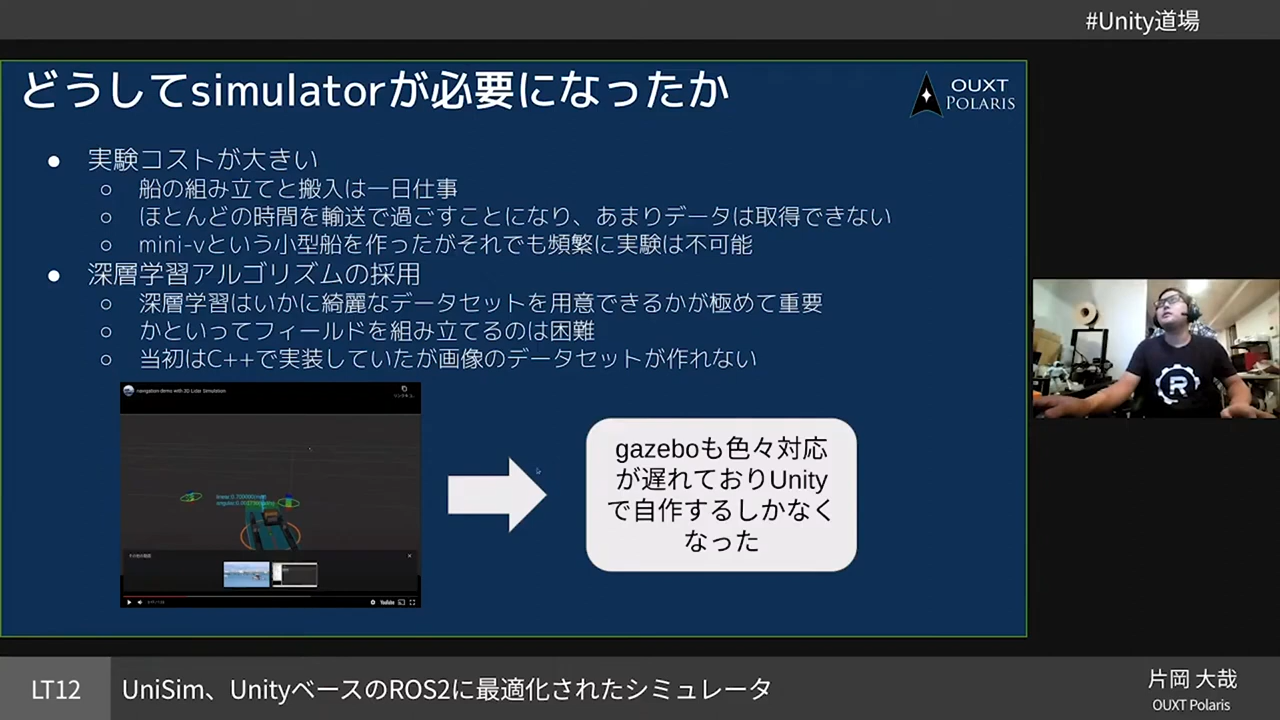 #Unity道場
どうしてsimulatorが必要になったか
OUXT
POLARIS
● 実験コストが大きい
○ 船の組み立てと搬入は一日仕事
○ ほとんどの時間を輸送で過ごすことになり、あまりデータは取得できない
○ mini-vという小型船を作ったがそれでも頻繁に実験は不可能
● 深層学習アルゴリズムの採用
○ 深層学習はいかに綺麗なデータセットを用意できるかが極めて重要
○ かといってフィールドを組み立てるのは困難
○ 当初はC++で実装していたが画像のデータセットが作れない
navigation demo with 3D Lidar Simulation
YouTube
gazeboも色々対応
が遅れておりUnity
で自作するしかなく
なった
R
LT12
UniSim、UnityベースのROS2に最適化されたシミュレータ
片岡 大哉
OUXT Polaris